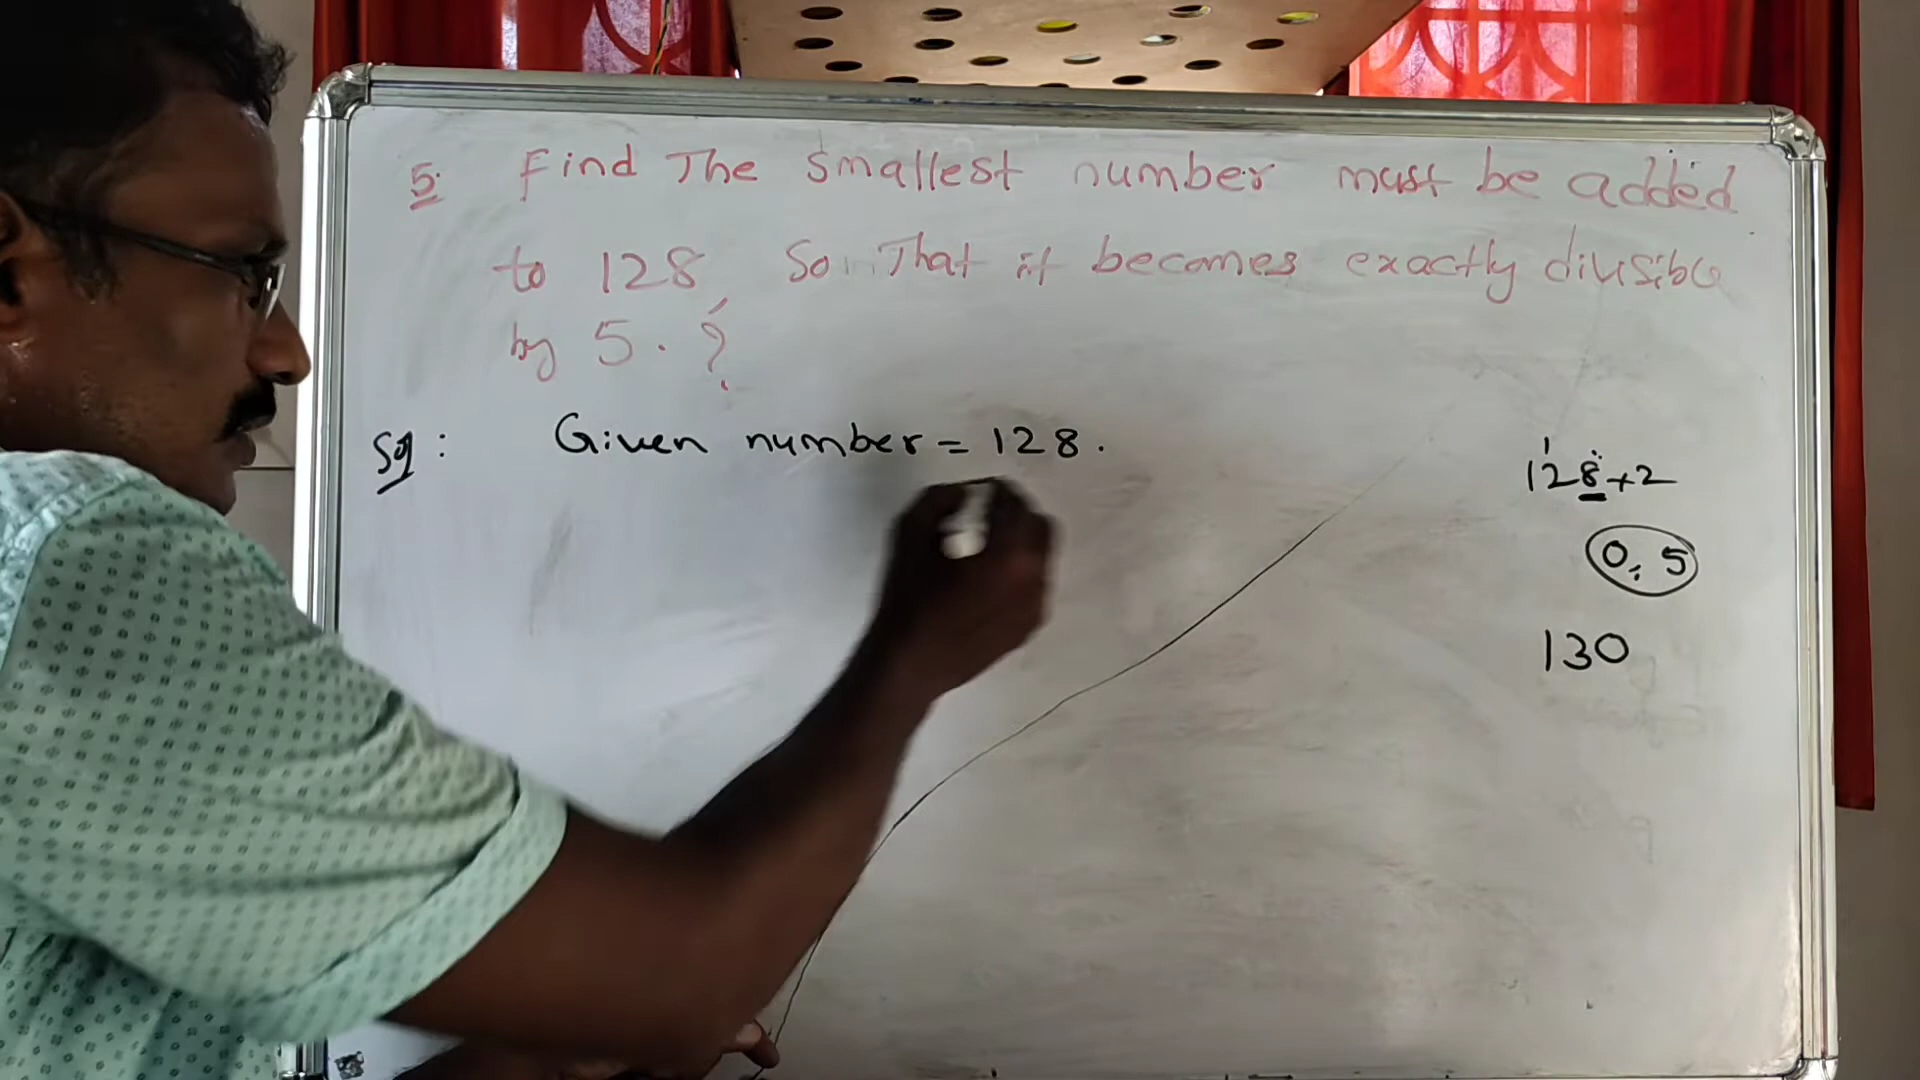 5. Find The smallest number must be added
to 128, So That it becomes exactly divisible
by 5. ?
Sol: Given number = 128.
128+2
0, 5
130